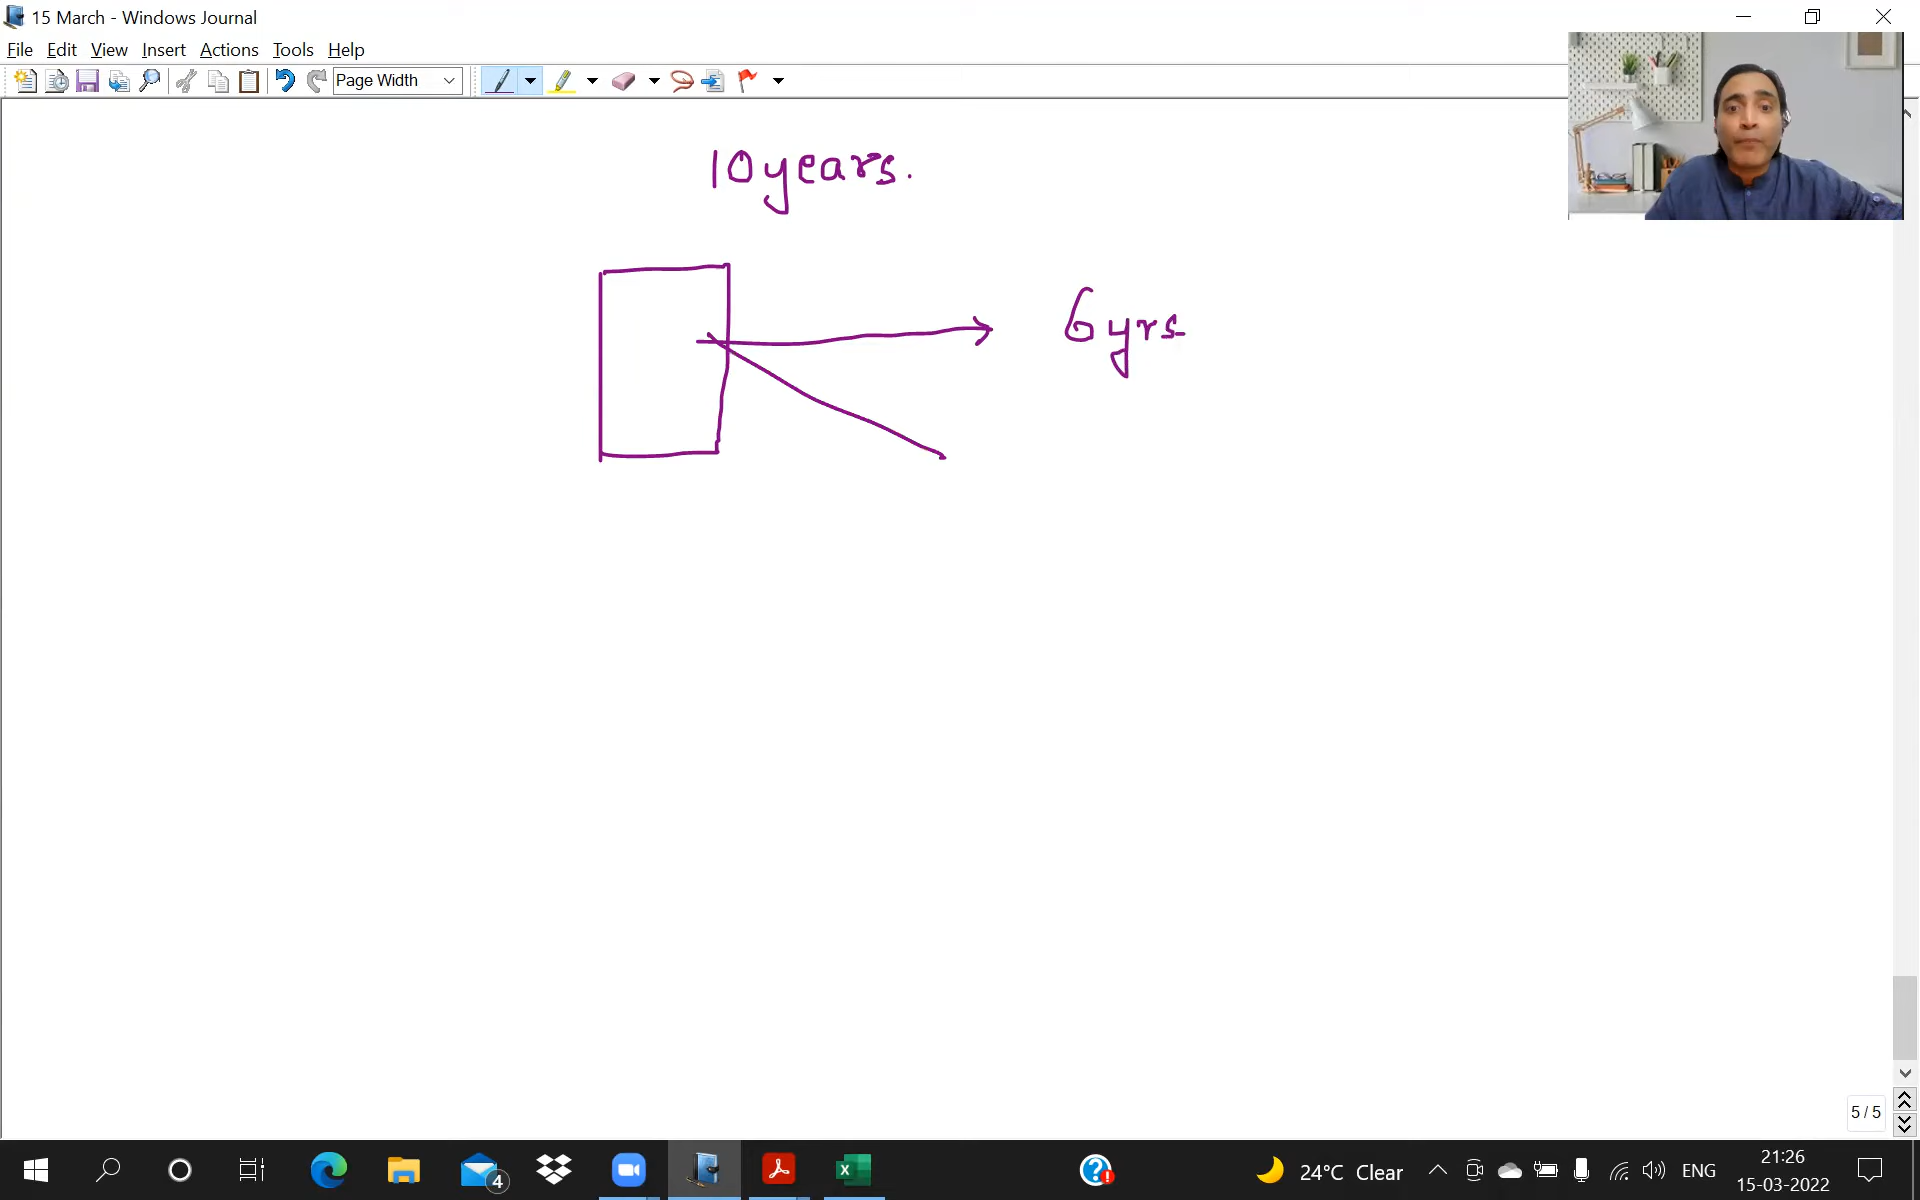 15 March - Windows Journal
File Edit View Insert Actions Tools Help
Page Width
10 years.
6 yrs
5 / 5
4
24°C Clear
ENG
21:26
15-03-2022